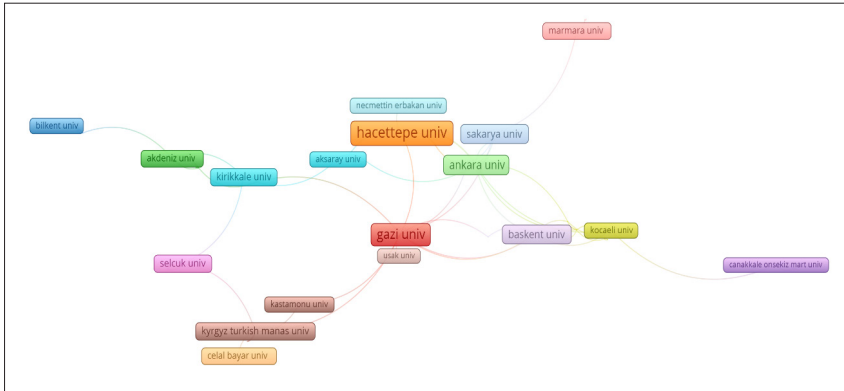 marmara univ
necmettin erbakan univ
bilkent univ
hacettepe univ
sakarya univ
akdeniz univ
aksaray univ
ankara univ
kirikkale univ
gazi univ
baskent univ
kocaeli univ
usak univ
selcuk univ
canakkale onsekiz mart univ
kastamonu univ
kyrgyz turkish manas univ
celal bayar univ